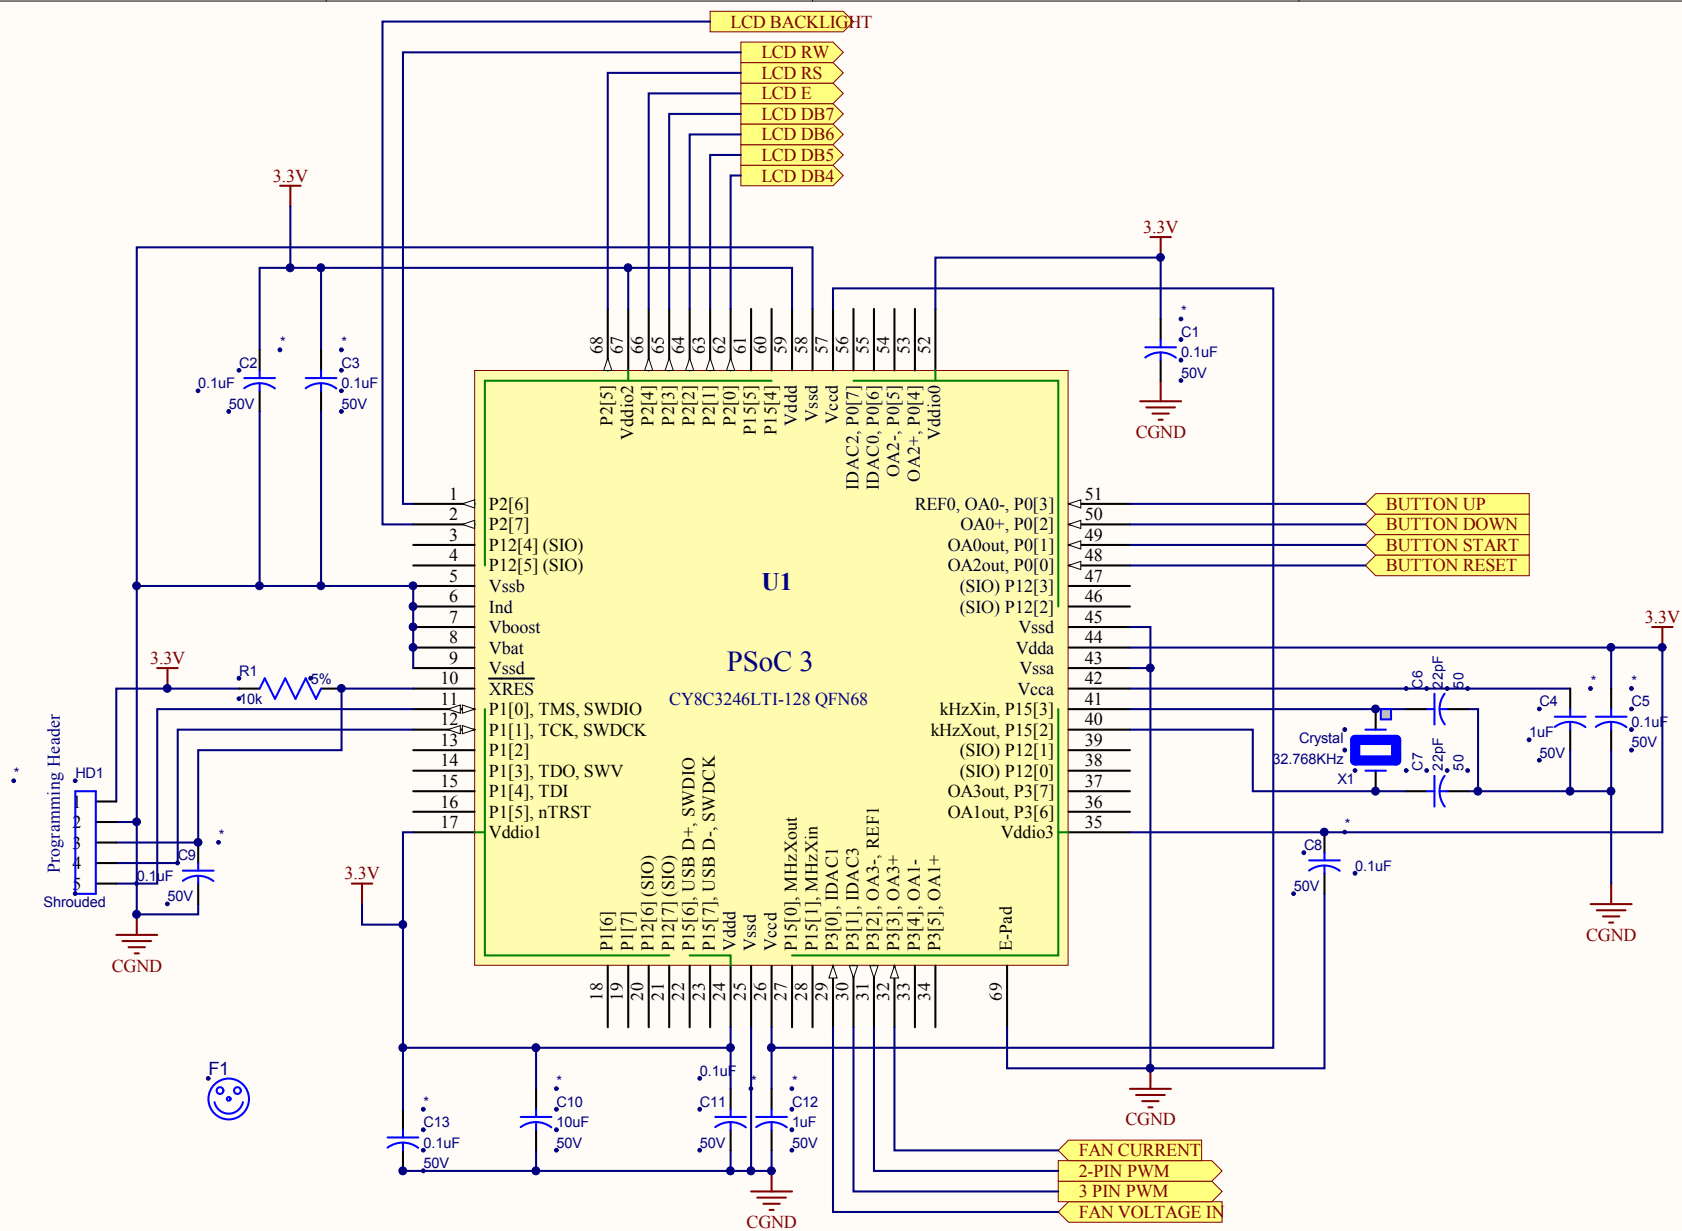 LCD BACKLIGHT
LCD RW
LCD RS
LCD E
LCD DB7
LCD DB6
LCD DB5
LCD DB4
3.3V
3.3V
C2
0.1uF
50V
*
C3
0.1uF
50V
*
C1
0.1uF
50V
*
CGND
68
67
66
65
64
63
62
61
60
59
58
57
56
55
54
53
52
P2[5]
Vddio2
P2[4]
P2[3]
P2[2]
P2[1]
P2[0]
P15[5]
P15[4]
Vddd
Vssd
Vccd
IDAC2, P0[7]
IDAC0, P0[6]
OA2-, P0[5]
OA2+, P0[4]
Vddio0
1 P2[6]
2 P2[7]
3 P12[4] (SIO)
4 P12[5] (SIO)
5 Vssb
6 Ind
7 Vboost
8 Vbat
9 Vssd
10 XRES
11 P1[0], TMS, SWDIO
12 P1[1], TCK, SWDCK
13 P1[2]
14 P1[3], TDO, SWV
15 P1[4], TDI
16 P1[5], nTRST
17 Vddio1
U1
PSoC 3
CY8C3246LTI-128 QFN68
REF0, OA0-, P0[3] 51
OA0+, P0[2] 50
OA0out, P0[1] 49
OA2out, P0[0] 48
(SIO) P12[3] 47
(SIO) P12[2] 46
Vssd 45
Vdda 44
Vssa 43
Vcca 42
kHzXin, P15[3] 41
kHzXout, P15[2] 40
(SIO) P12[1] 39
(SIO) P12[0] 38
OA3out, P3[7] 37
OA1out, P3[6] 36
Vddio3 35
BUTTON UP
BUTTON DOWN
BUTTON START
BUTTON RESET
3.3V
3.3V
R1
5%
10k
Programming Header
*
HD1
1
2
3
4
5
Shrouded
C9
0.1uF
50V
*
CGND
C6
22pF
50
C7
22pF
50
Crystal
32.768KHz
X1
C4
1uF
50V
*
C5
0.1uF
50V
*
C8
0.1uF
50V
*
CGND
3.3V
P1[6]
P1[7]
P12[6] (SIO)
P12[7] (SIO)
P15[6], USB D+, SWDIO
P15[7], USB D-, SWDCK
Vddd
Vssd
Vccd
P15[0], MHzXout
P15[1], MHzXin
P3[0], IDAC1
P3[1], IDAC3
P3[2], OA3-, REF1
P3[3], OA3+
P3[4], OA1-
P3[5], OA1+
E-Pad
18
19
20
21
22
23
24
25
26
27
28
29
30
31
32
33
34
69
F1
C13
0.1uF
50V
*
C10
10uF
50V
*
0.1uF
C11
50V
*
C12
1uF
50V
*
CGND
CGND
FAN CURRENT
2-PIN PWM
3 PIN PWM
FAN VOLTAGE IN